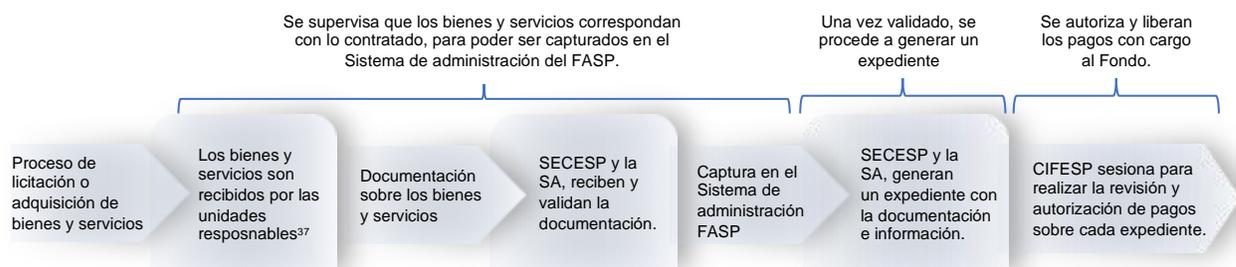 Se supervisa que los bienes y servicios correspondan
con lo contratado, para poder ser capturados en el
Sistema de administración del FASP.
Una vez validado, se
procede a generar un
expediente
Se autoriza y liberan
los pagos con cargo
al Fondo.
Proceso de
licitación o
adquisición de
bienes y servicios
Los bienes y
servicios son
recibidos por las
unidades
resposnables³⁷
Documentación
sobre los bienes
y servicios
SECESP y la
SA, reciben y
validan la
documentación.
Captura en el
Sistema de
administración
FASP
SECESP y la
SA, generan
un expediente con
la documentación
e información.
CIFESP sesiona para
realizar la revisión y
autorización de pagos
sobre cada expediente.